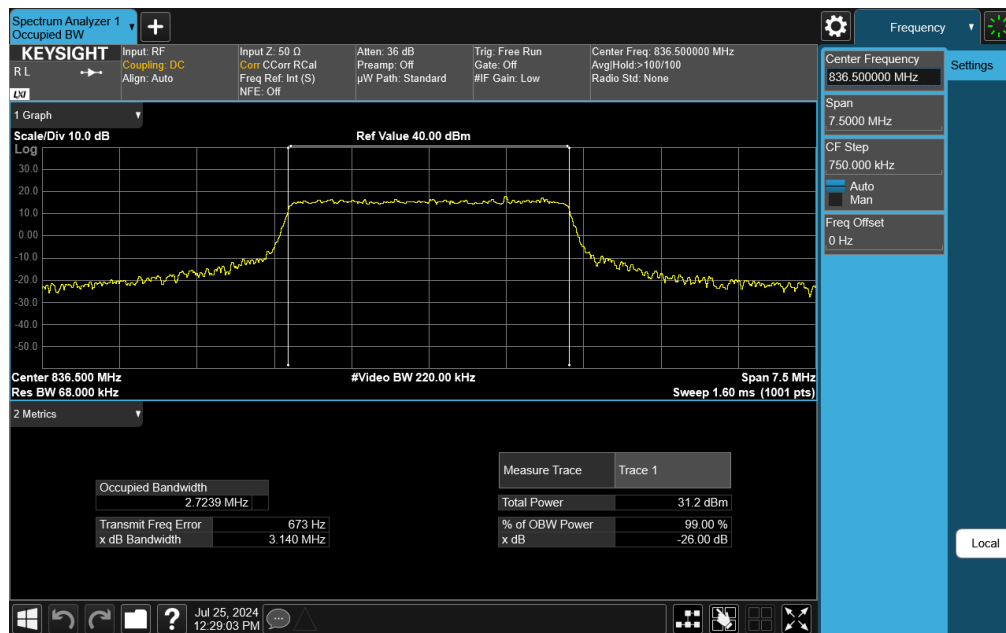 Spectrum Analyzer 1
Occupied BW
Frequency
KEYSIGHT
R L
LXI
Input: RF
Coupling: DC
Align: Auto
Input Z: 50 Ω
Corr CCorr RCal
Freq Ref: Int (S)
NFE: Off
Atten: 36 dB
Preamp: Off
µW Path: Standard
Trig: Free Run
Gate: Off
#IF Gain: Low
Center Freq: 836.500000 MHz
Avg|Hold:>100/100
Radio Std: None
Center Frequency
836.500000 MHz
Settings
Span
7.5000 MHz
CF Step
750.000 kHz
Auto
Man
Freq Offset
0 Hz
Local
1 Graph
Scale/Div 10.0 dB
Ref Value 40.00 dBm
Log
30.0
20.0
10.0
0.00
-10.0
-20.0
-30.0
-40.0
-50.0
Center 836.500 MHz
#Video BW 220.00 kHz
Span 7.5 MHz
Res BW 68.000 kHz
Sweep 1.60 ms (1001 pts)
2 Metrics
Measure Trace Trace 1
Occupied Bandwidth
2.7239 MHz
Total Power 31.2 dBm
Transmit Freq Error 673 Hz
% of OBW Power 99.00 %
x dB Bandwidth 3.140 MHz
x dB -26.00 dB
?
Jul 25, 2024
12:29:03 PM